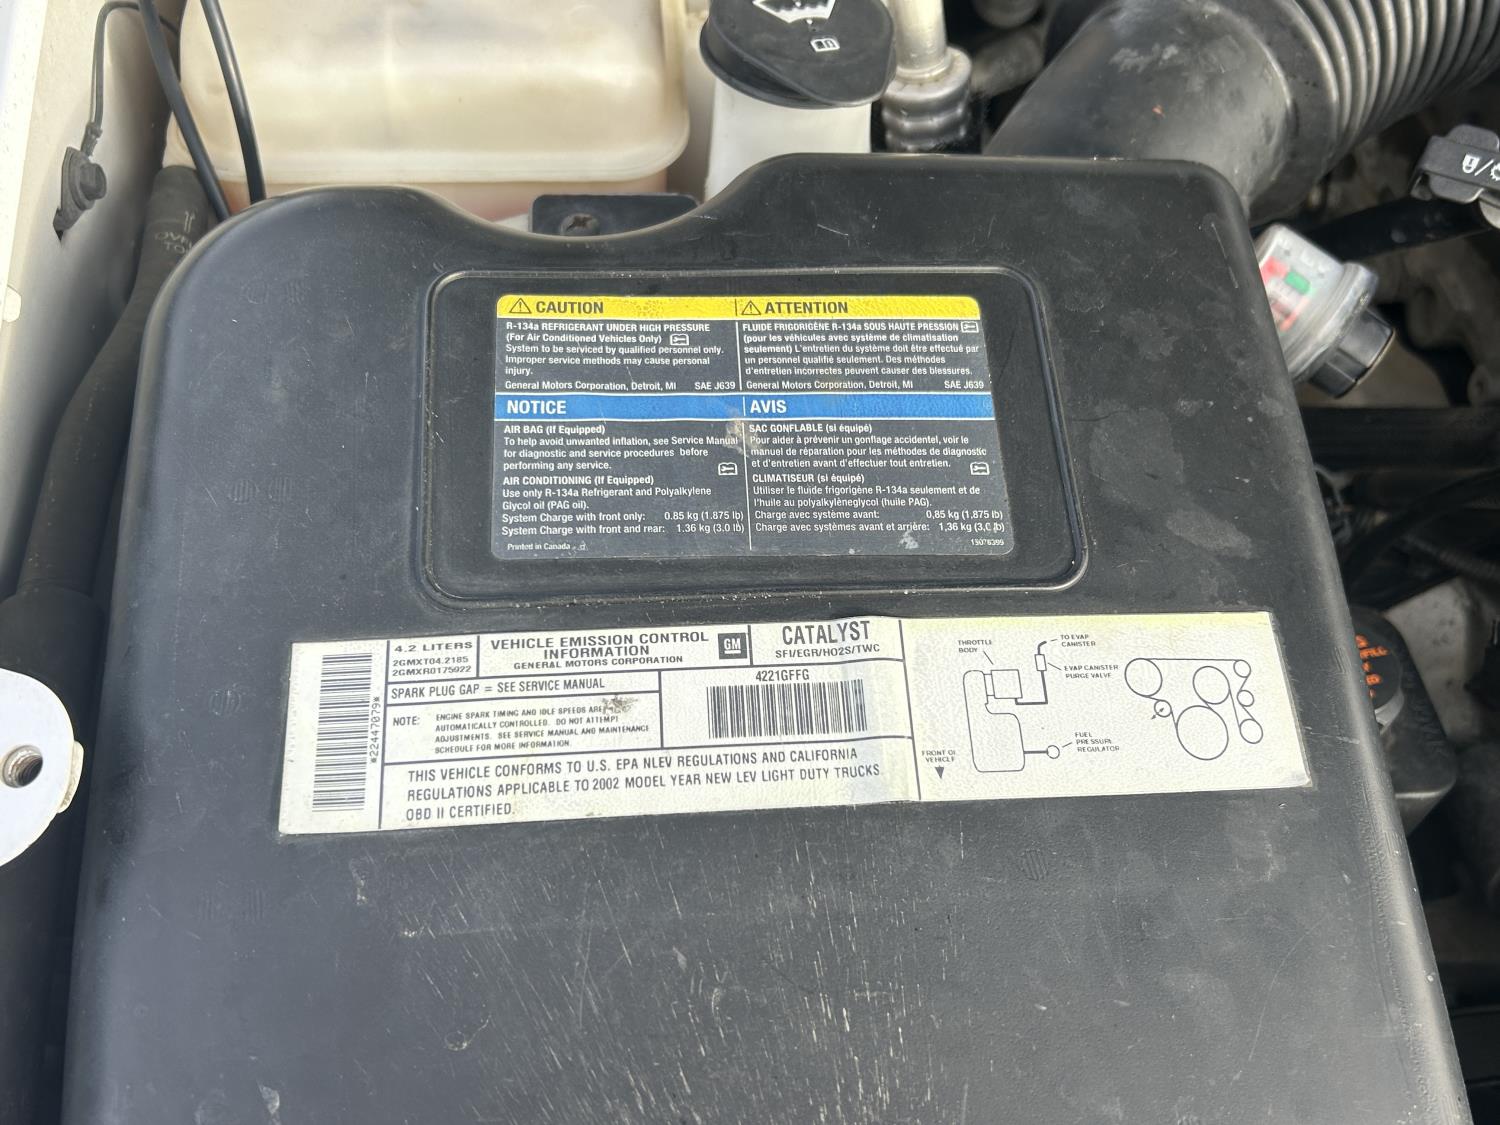 CAUTION
R-134a REFRIGERANT UNDER HIGH PRESSURE
(For Air Conditioned Vehicles Only)
System to be serviced by qualified personnel only.
Improper service methods may cause personal
injury.
General Motors Corporation, Detroit, MI SAE J639
ATTENTION
FLUIDE FRIGORIGÈNE R-134a SOUS HAUTE PRESSION
(pour les véhicules avec système de climatisation
seulement) L'entretien du système doit être effectué par
un personnel qualifié seulement. Des méthodes
d'entretien incorrectes peuvent causer des blessures.
General Motors Corporation, Detroit, MI SAE J639
NOTICE
AIR BAG (If Equipped)
To help avoid unwanted inflation, see Service Manual
for diagnostic and service procedures before
performing any service.
AIR CONDITIONING (If Equipped)
Use only R-134a Refrigerant and Polyalkylene
Glycol oil (PAG oil).
System Charge with front only: 0.85 kg (1.875 lb)
System Charge with front and rear: 1.36 kg (3.0 lb)
Printed in Canada
AVIS
SAC GONFLABLE (si équipé)
Pour aider à prévenir un gonflage accidentel, voir le
manuel de réparation pour les méthodes de diagnostic
et d'entretien avant d'effectuer tout entretien.
CLIMATISEUR (si équipé)
Utiliser le fluide frigorigène R-134a seulement et de
l'huile au polyalkylèneglycol (huile PAG).
Charge avec système avant: 0,85 kg (1,875 lb)
Charge avec systèmes avant et arrière: 1,36 kg (3,0 lb)
15076399
*22447079*
4.2 LITERS
2GMXT04.2185
2GMXR0175922
VEHICLE EMISSION CONTROL
INFORMATION
GENERAL MOTORS CORPORATION
GM
CATALYST
SFI/EGR/HO2S/TWC
SPARK PLUG GAP = SEE SERVICE MANUAL
4221GFFG
NOTE: ENGINE SPARK TIMING AND IDLE SPEEDS ARE
AUTOMATICALLY CONTROLLED. DO NOT ATTEMPT
ADJUSTMENTS. SEE SERVICE MANUAL AND MAINTENANCE
SCHEDULE FOR MORE INFORMATION.
THIS VEHICLE CONFORMS TO U.S. EPA NLEV REGULATIONS AND CALIFORNIA
REGULATIONS APPLICABLE TO 2002 MODEL YEAR NEW LEV LIGHT DUTY TRUCKS.
OBD II CERTIFIED.
THROTTLE
BODY
TO EVAP
CANISTER
EVAP CANISTER
PURGE VALVE
FUEL
PRESSURE
REGULATOR
FRONT OF
VEHICLE